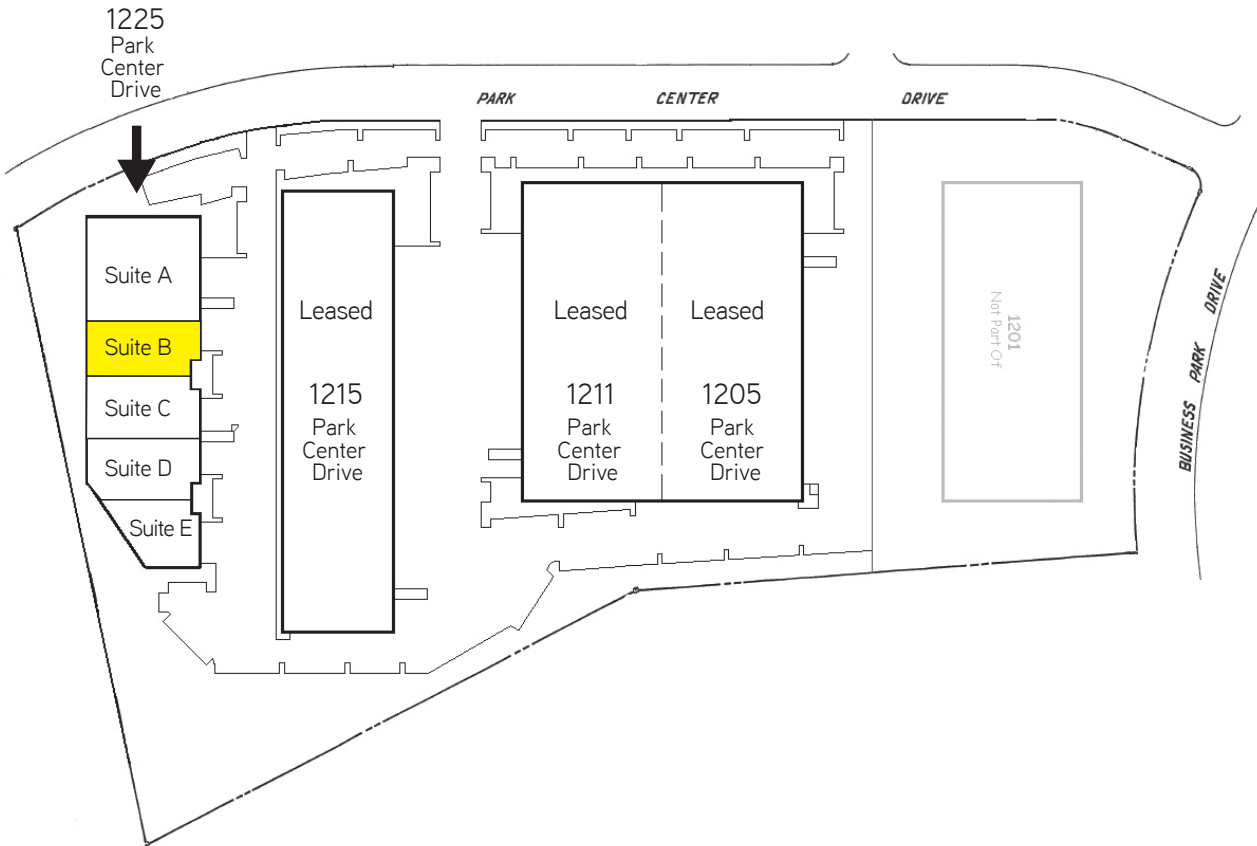 1225
Park
Center
Drive
PARK CENTER DRIVE
Suite A
Suite B
Suite C
Suite D
Suite E
Leased
1215
Park
Center
Drive
Leased
1211
Park
Center
Drive
Leased
1205
Park
Center
Drive
1201
Not Part Of
BUSINESS PARK DRIVE